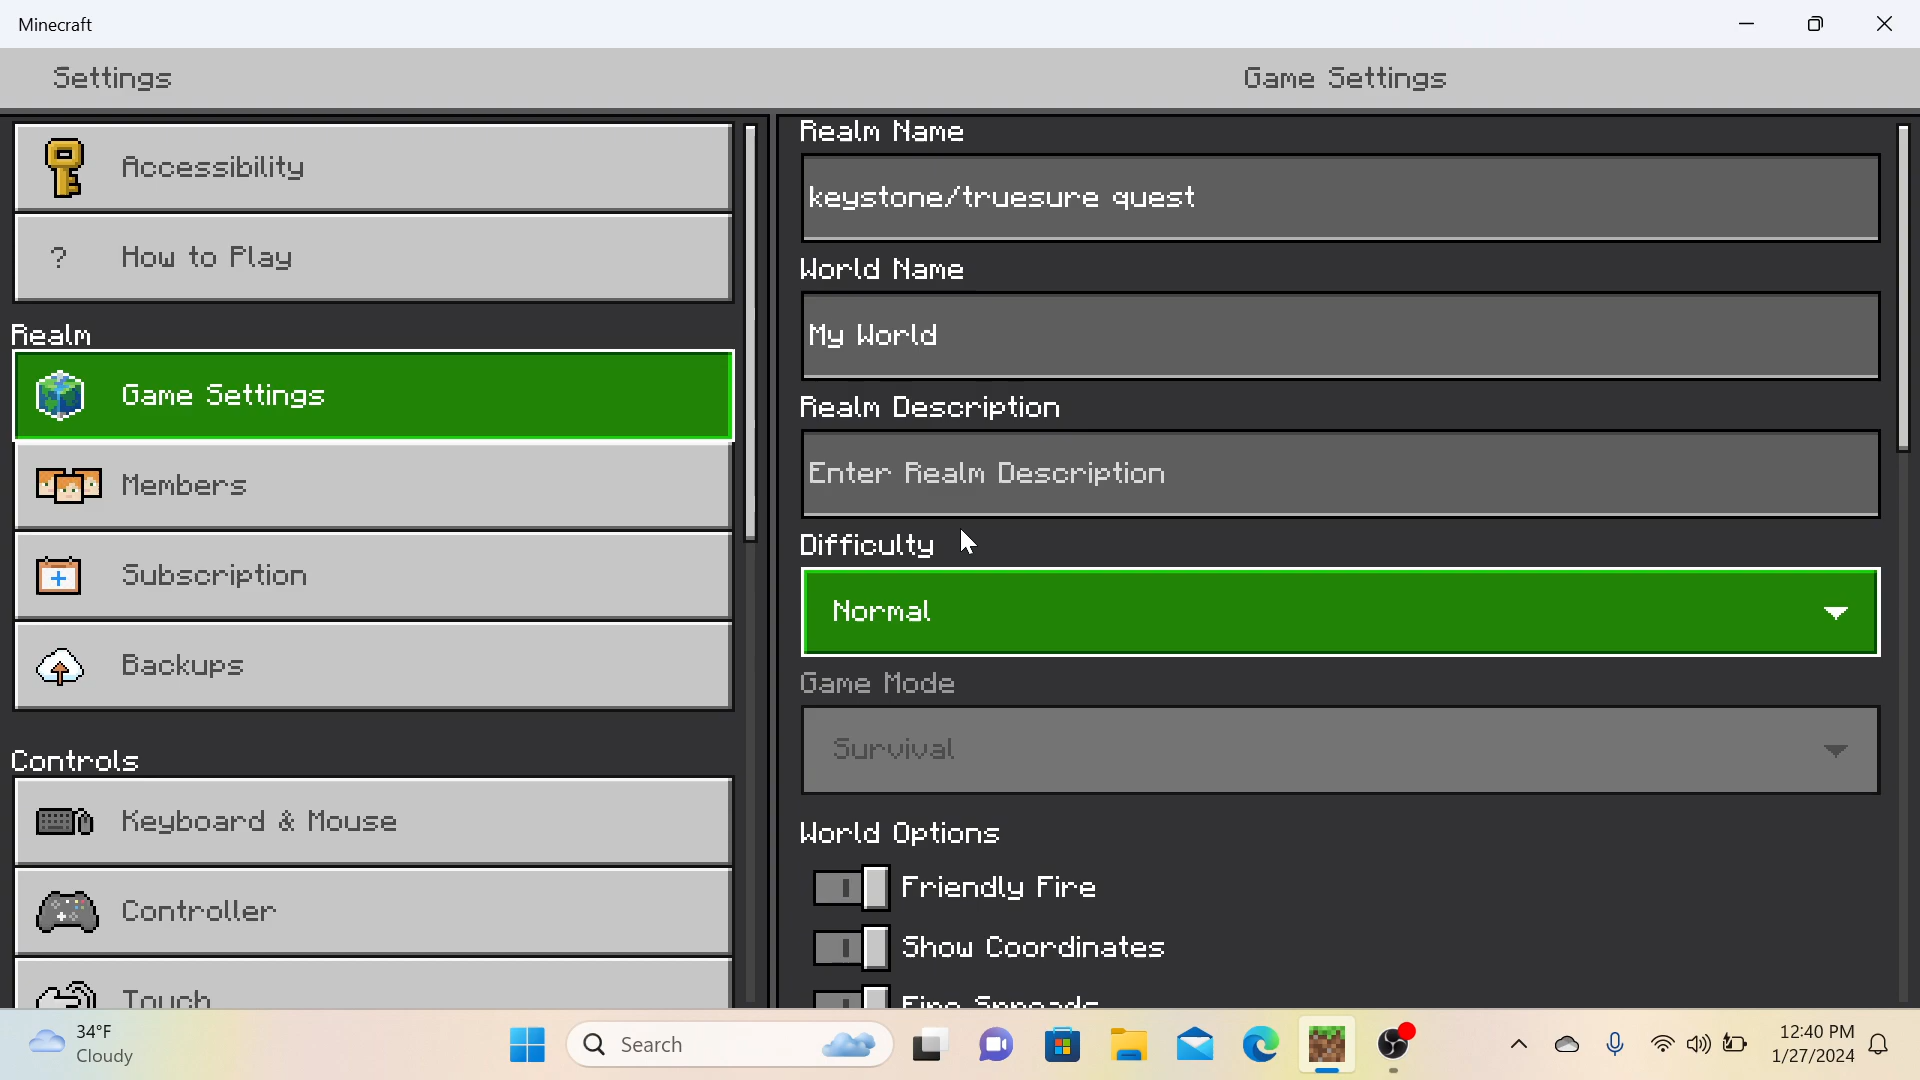 Minecraft
Settings
Game Settings
Accessibility
? How to Play
Realm
Game Settings
Members
Subscription
Backups
Controls
Keyboard & Mouse
Controller
Touch
Realm Name
keystone/truesure quest
World Name
My World
Realm Description
Enter Realm Description
Difficulty
Normal
Game Mode
Survival
World Options
Friendly Fire
Show Coordinates
Fire Spreads
34°F
Cloudy
Search
12:40 PM
1/27/2024